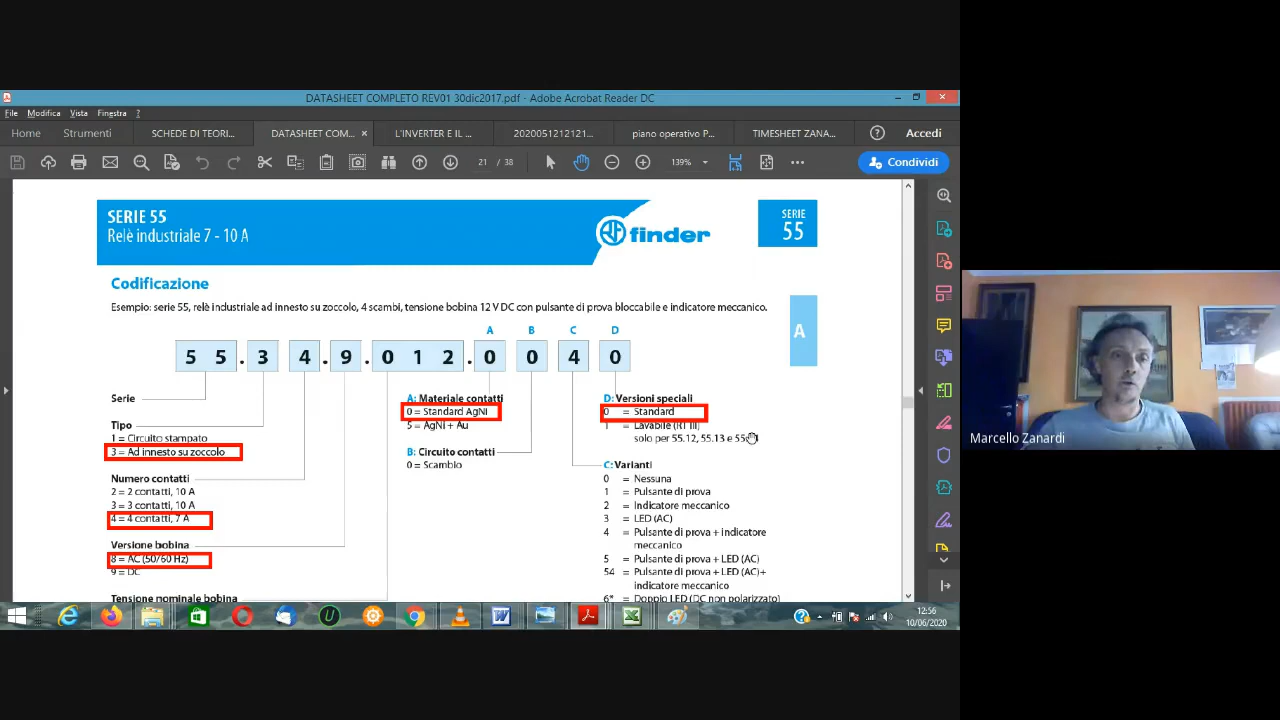 DATASHEET COMPLETO REV01 30dic2017.pdf - Adobe Acrobat Reader DC
File Modifica Vista Finestra ?
Home Strumenti SCHEDE DI TEORI... DATASHEET COM... × L'INVERTER E IL ... 2020051212121... piano operativo P... TIMESHEET ZANA... Accedi
21 / 38 139% Condividi
SERIE 55
Relè industriale 7 - 10 A
finder
SERIE
55
Codificazione
Esempio: serie 55, relè industriale ad innesto su zoccolo, 4 scambi, tensione bobina 12 V DC con pulsante di prova bloccabile e indicatore meccanico.
A
A B C D
5 5 . 3 4 . 9 . 0 1 2 . 0 0 4 0
Serie
Tipo
1 = Circuito stampato
3 = Ad innesto su zoccolo
Numero contatti
2 = 2 contatti, 10 A
3 = 3 contatti, 10 A
4 = 4 contatti, 7 A
Versione bobina
8 = AC (50/60 Hz)
9 = DC
Tensione nominale bobina
A: Materiale contatti
0 = Standard AgNi
5 = AgNi + Au
B: Circuito contatti
0 = Scambio
D: Versioni speciali
0 = Standard
1 = Lavabile (RT III)
solo per 55.12, 55.13 e
C: Varianti
0 = Nessuna
1 = Pulsante di prova
2 = Indicatore meccanico
3 = LED (AC)
4 = Pulsante di prova + indicatore
meccanico
5 = Pulsante di prova + LED (AC)
54 = Pulsante di prova + LED (AC)+
indicatore meccanico
6* = Doppio LED (DC non polarizzato)
12:56
10/06/2020
Marcello Zanardi